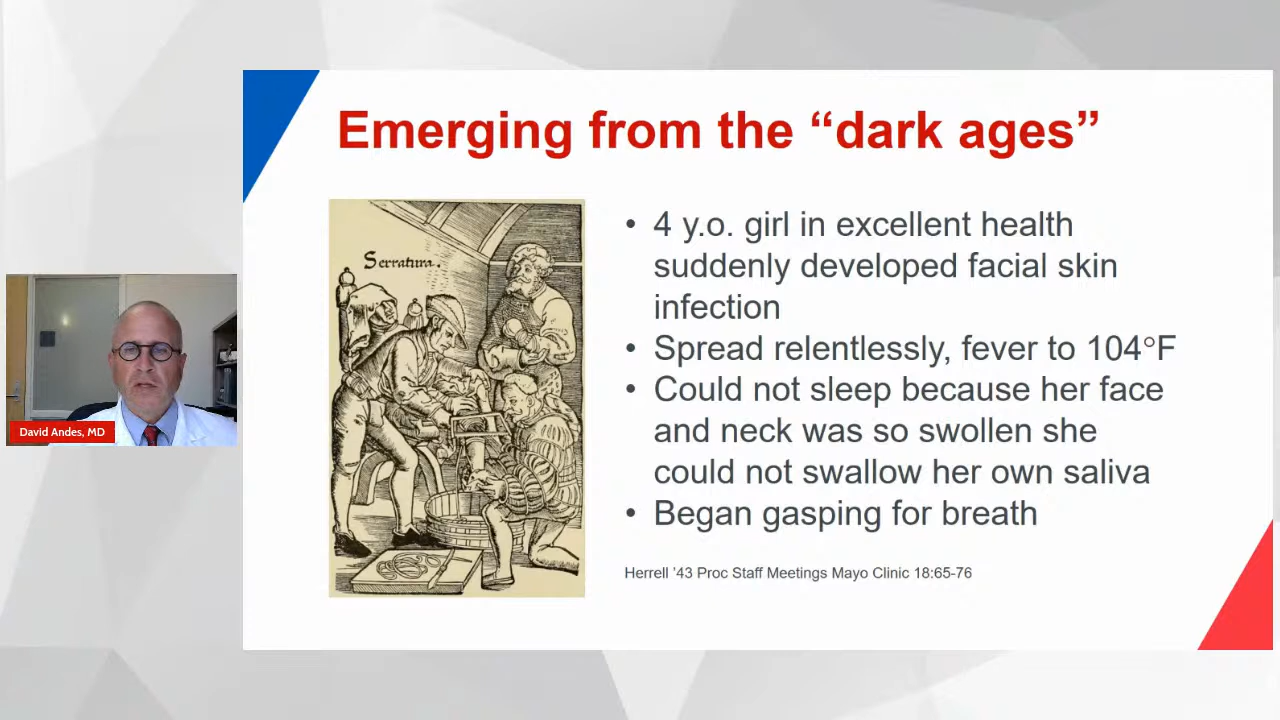 Emerging from the “dark ages”
Serratura.
• 4 y.o. girl in excellent health
suddenly developed facial skin
infection
• Spread relentlessly, fever to 104°F
• Could not sleep because her face
and neck was so swollen she
could not swallow her own saliva
• Began gasping for breath
Herrell ’43 Proc Staff Meetings Mayo Clinic 18:65-76
David Andes, MD